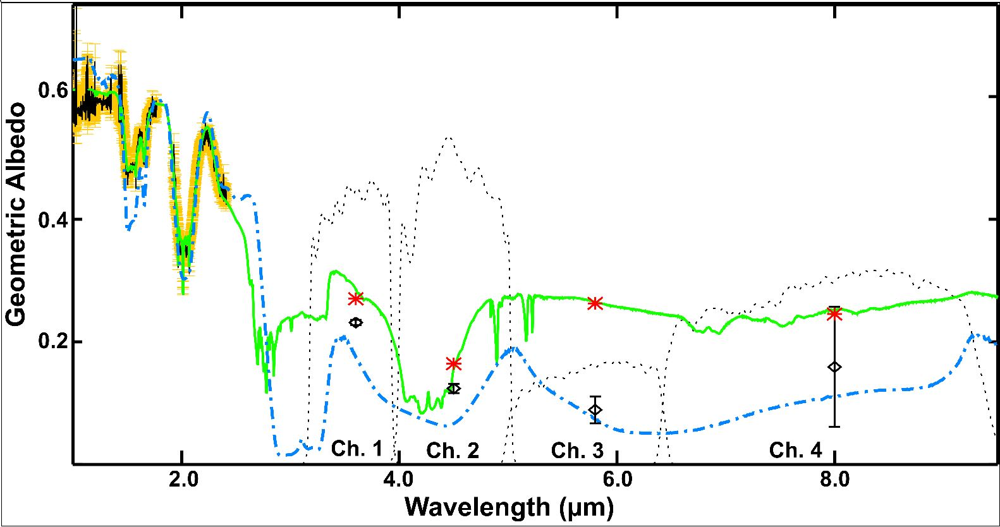 Geometric Albedo
0.6
0.4
0.2
Ch. 1
Ch. 2
Ch. 3
Ch. 4
2.0
4.0
6.0
8.0
Wavelength (µm)